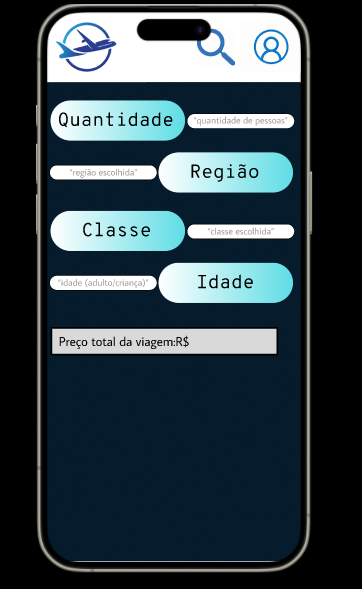 Quantidade
"quantidade de pessoas"
"região escolhida"
Região
Classe
"classe escolhida"
"idade (adulto/criança)"
Idade
Preço total da viagem:R$